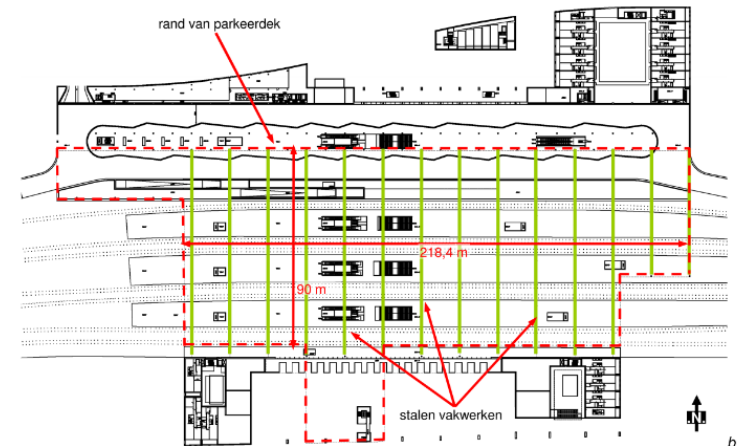 rand van parkeerdek
218,4 m
90 m
stalen vakwerken
b